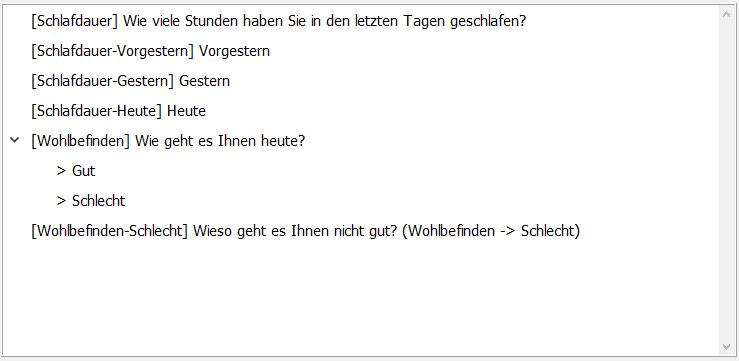 [Schlafdauer] Wie viele Stunden haben Sie in den letzten Tagen geschlafen?
[Schlafdauer-Vorgestern] Vorgestern
[Schlafdauer-Gestern] Gestern
[Schlafdauer-Heute] Heute
[Wohlbefinden] Wie geht es Ihnen heute?
> Gut
> Schlecht
[Wohlbefinden-Schlecht] Wieso geht es Ihnen nicht gut? (Wohlbefinden -> Schlecht)